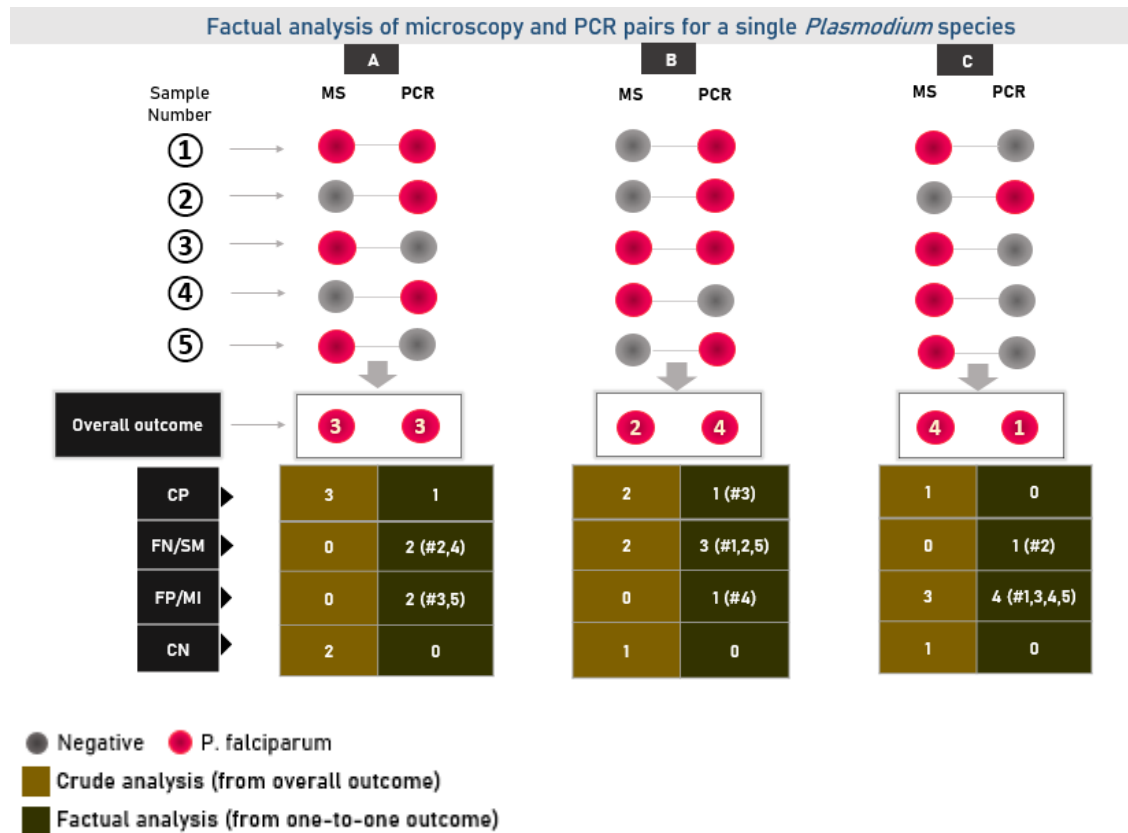 Factual analysis of microscopy and PCR pairs for a single Plasmodium species
A B C
Sample
Number
MS PCR MS PCR MS PCR
1
2
3
4
5
Overall outcome 3 3 2 4 4 1
CP 3 1 2 1 (#3) 1 0
FN/SM 0 2 (#2,4) 2 3 (#1,2,5) 0 1 (#2)
FP/MI 0 2 (#3,5) 0 1 (#4) 3 4 (#1,3,4,5)
CN 2 0 1 0 1 0
Negative P. falciparum
Crude analysis (from overall outcome)
Factual analysis (from one-to-one outcome)